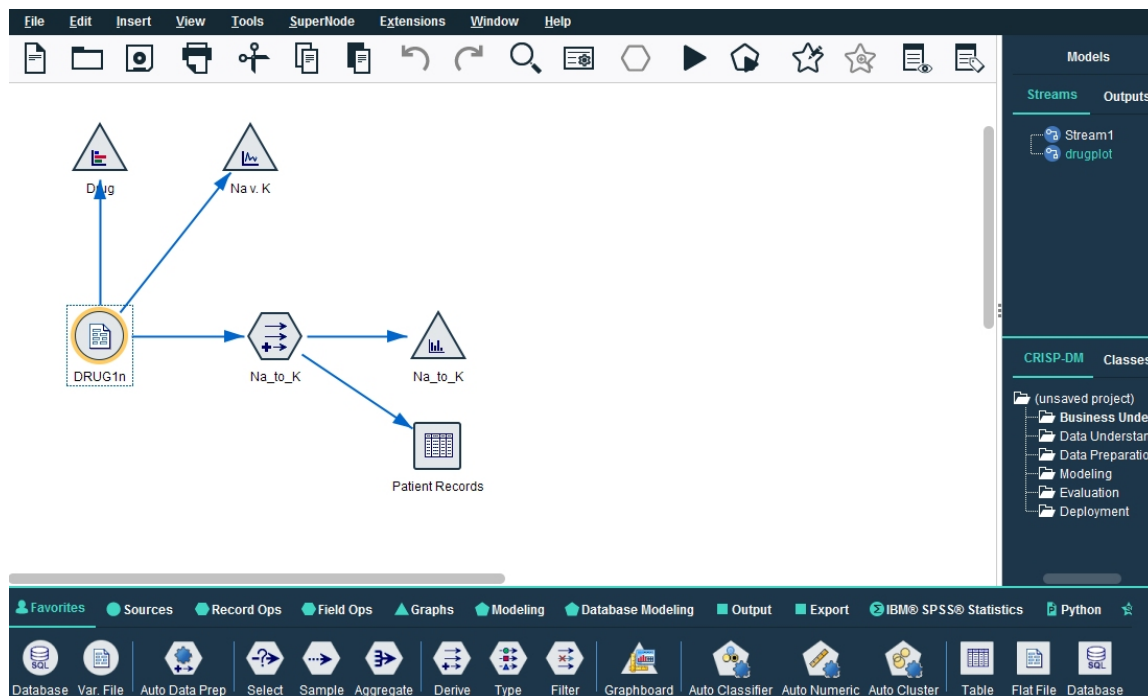 File Edit Insert View Tools SuperNode Extensions Window Help
Models
Streams Outputs
Stream1
drugplot
Drug
Na v. K
DRUG1n
Na_to_K
Na_to_K
Patient Records
CRISP-DM Classes
(unsaved project)
Business Unde
Data Understan
Data Preparatio
Modeling
Evaluation
Deployment
Favorites Sources Record Ops Field Ops Graphs Modeling Database Modeling Output Export IBM® SPSS® Statistics Python
SQL SQL
Database Var. File Auto Data Prep Select Sample Aggregate Derive Type Filter Graphboard Auto Classifier Auto Numeric Auto Cluster Table Flat File Database